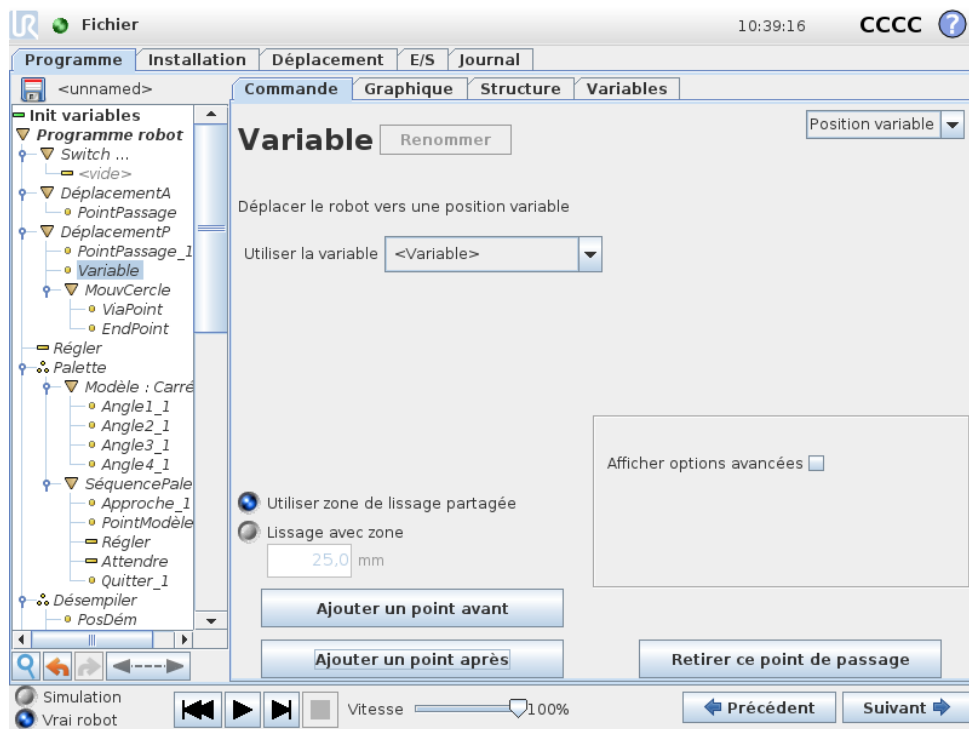 UR Fichier 10:39:16 CCCC ?
Programme Installation Déplacement E/S Journal
<unnamed>
Commande Graphique Structure Variables
Init variables
Programme robot
Switch ...
<vide>
DéplacementA
PointPassage
DéplacementP
PointPassage_1
Variable
MouvCercle
ViaPoint
EndPoint
Régler
Palette
Modèle : Carré
Angle1_1
Angle2_1
Angle3_1
Angle4_1
SéquencePale
Approche_1
PointModèle
Régler
Attendre
Quitter_1
Désempiler
PosDém
Variable Renommer
Position variable
Déplacer le robot vers une position variable
Utiliser la variable <Variable>
Afficher options avancées
Utiliser zone de lissage partagée
Lissage avec zone
25,0 mm
Ajouter un point avant
Ajouter un point après Retirer ce point de passage
Simulation
Vrai robot
Vitesse 100%
Précédent Suivant